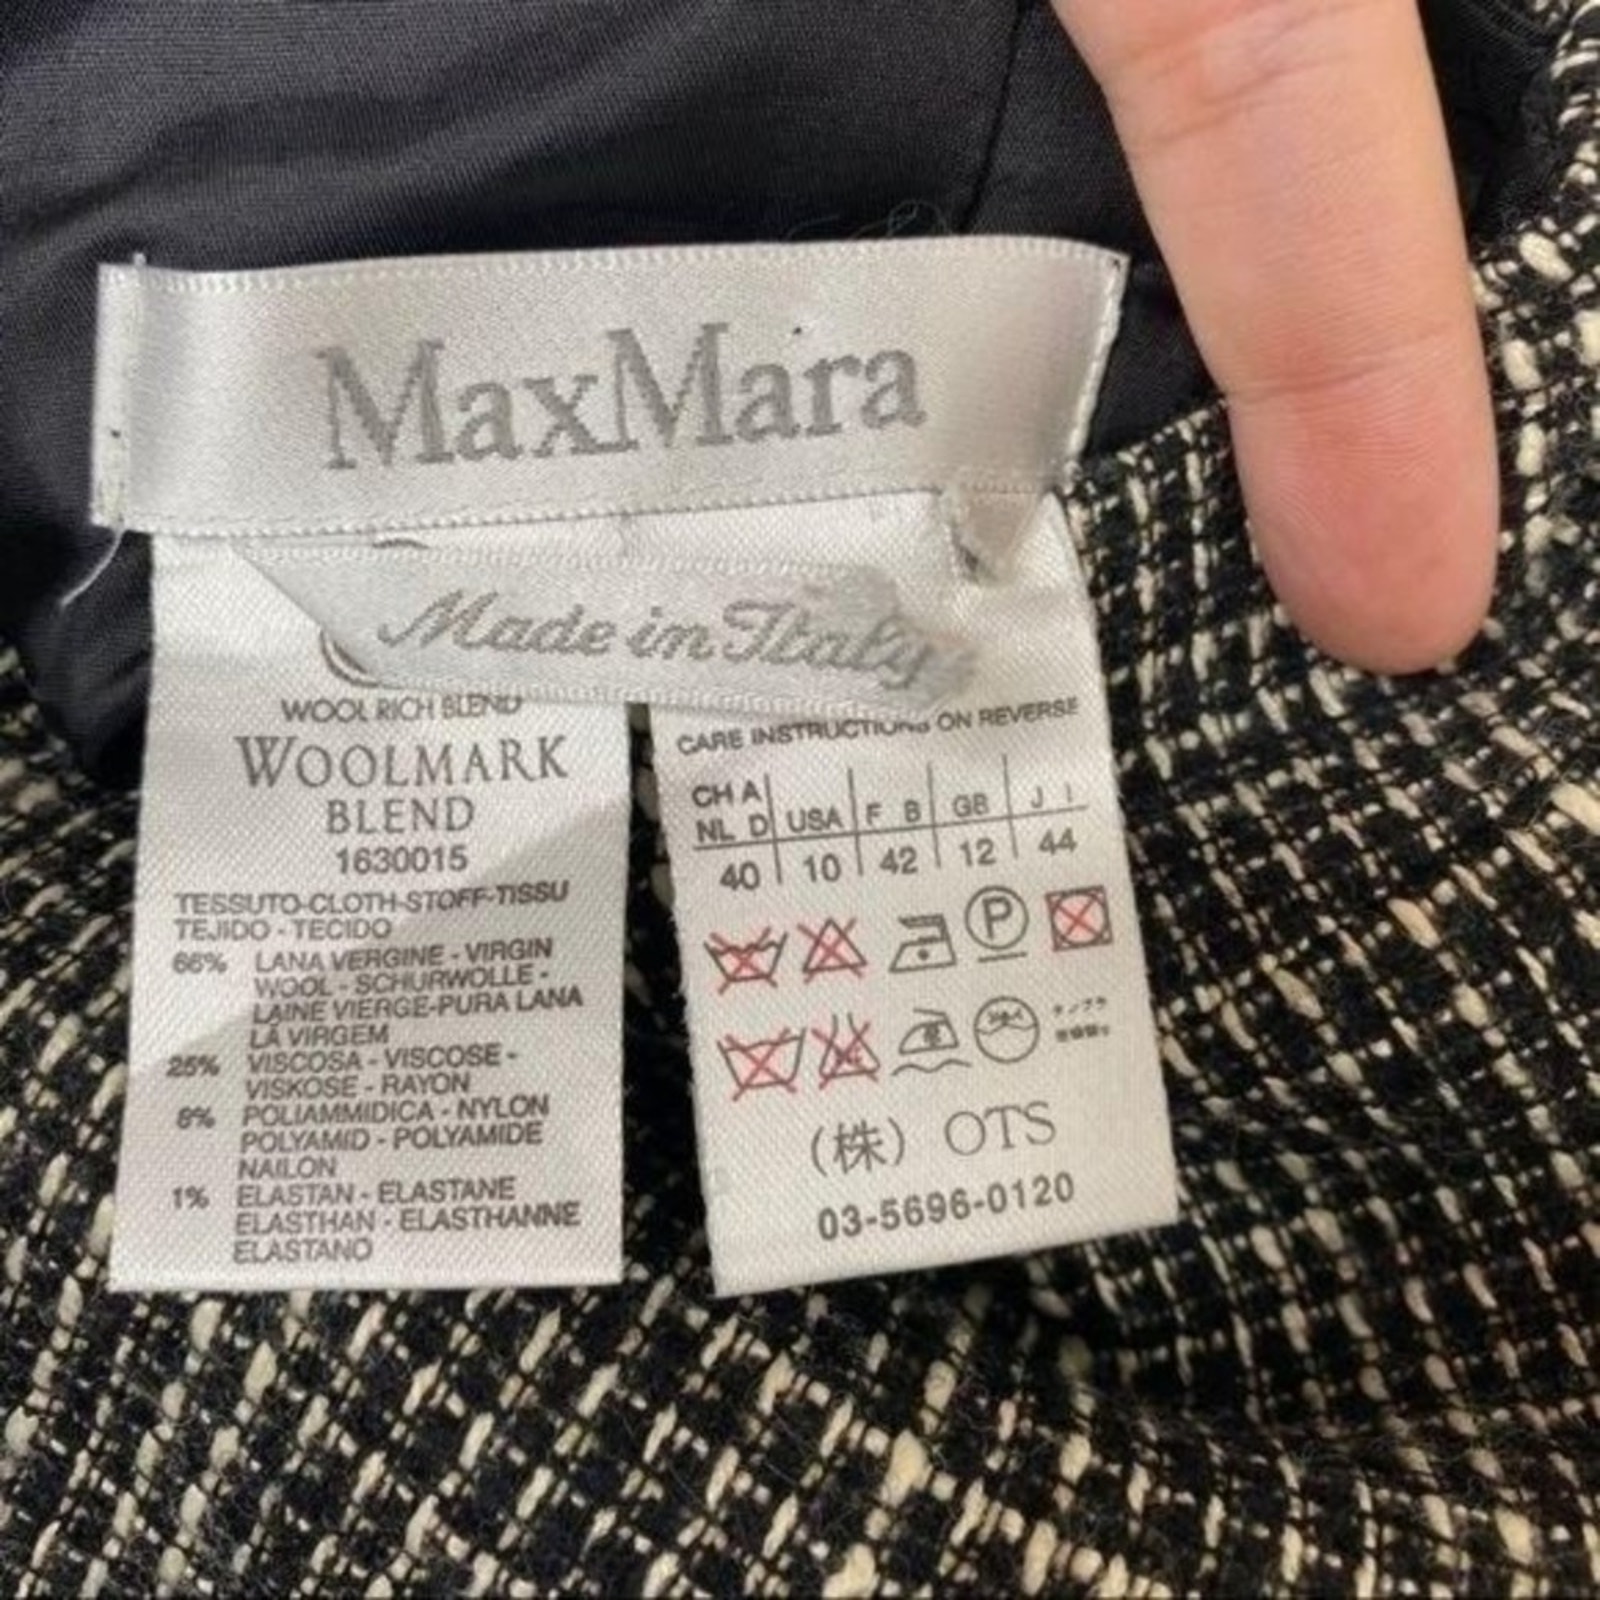 MaxMara
Made in Italy
WOOL RICH BLEND
WOOLMARK
BLEND
1630015
TESSUTO-CLOTH-STOFF-TISSU
TEJIDO - TECIDO
LANA VERGINE - VIRGIN
WOOL - SCHURWOLLE -
LAINE VIERGE-PURA LANA
LA VIRGEM
25% VISCOSA - VISCOSE -
VISKOSE - RAYON
POLIAMMIDICA - NYLON
POLYAMID - POLYAMIDE
NAILON
1% ELASTAN - ELASTANE
ELASTHAN - ELASTHANNE
ELASTANO
CARE INSTRUCTIONS ON REVERSE
CH A
NL D USA F B GB J I
40 10 42 12 44
P
(株) OTS
03-5696-0120